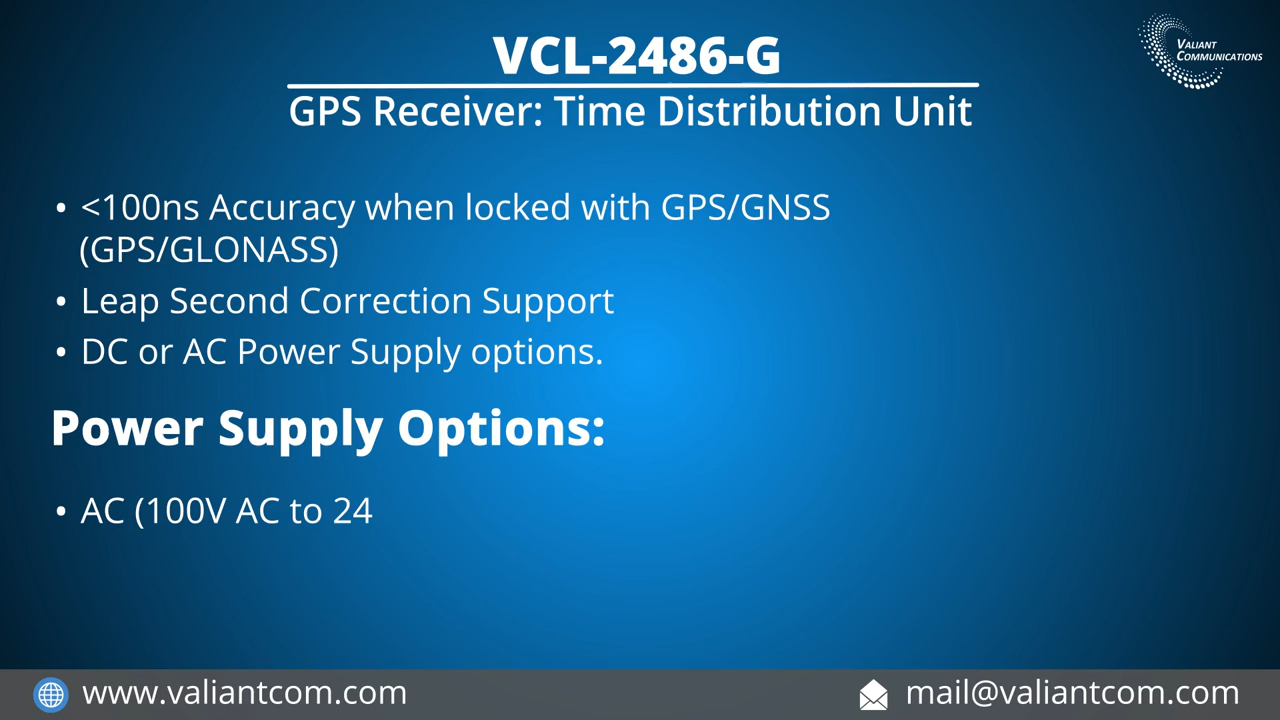 VCL-2486-G
VALIANT
COMMUNICATIONS
GPS Receiver: Time Distribution Unit
• <100ns Accuracy when locked with GPS/GNSS
(GPS/GLONASS)
• Leap Second Correction Support
• DC or AC Power Supply options.
Power Supply Options:
• AC (100V AC to 24
www.valiantcom.com
mail@valiantcom.com